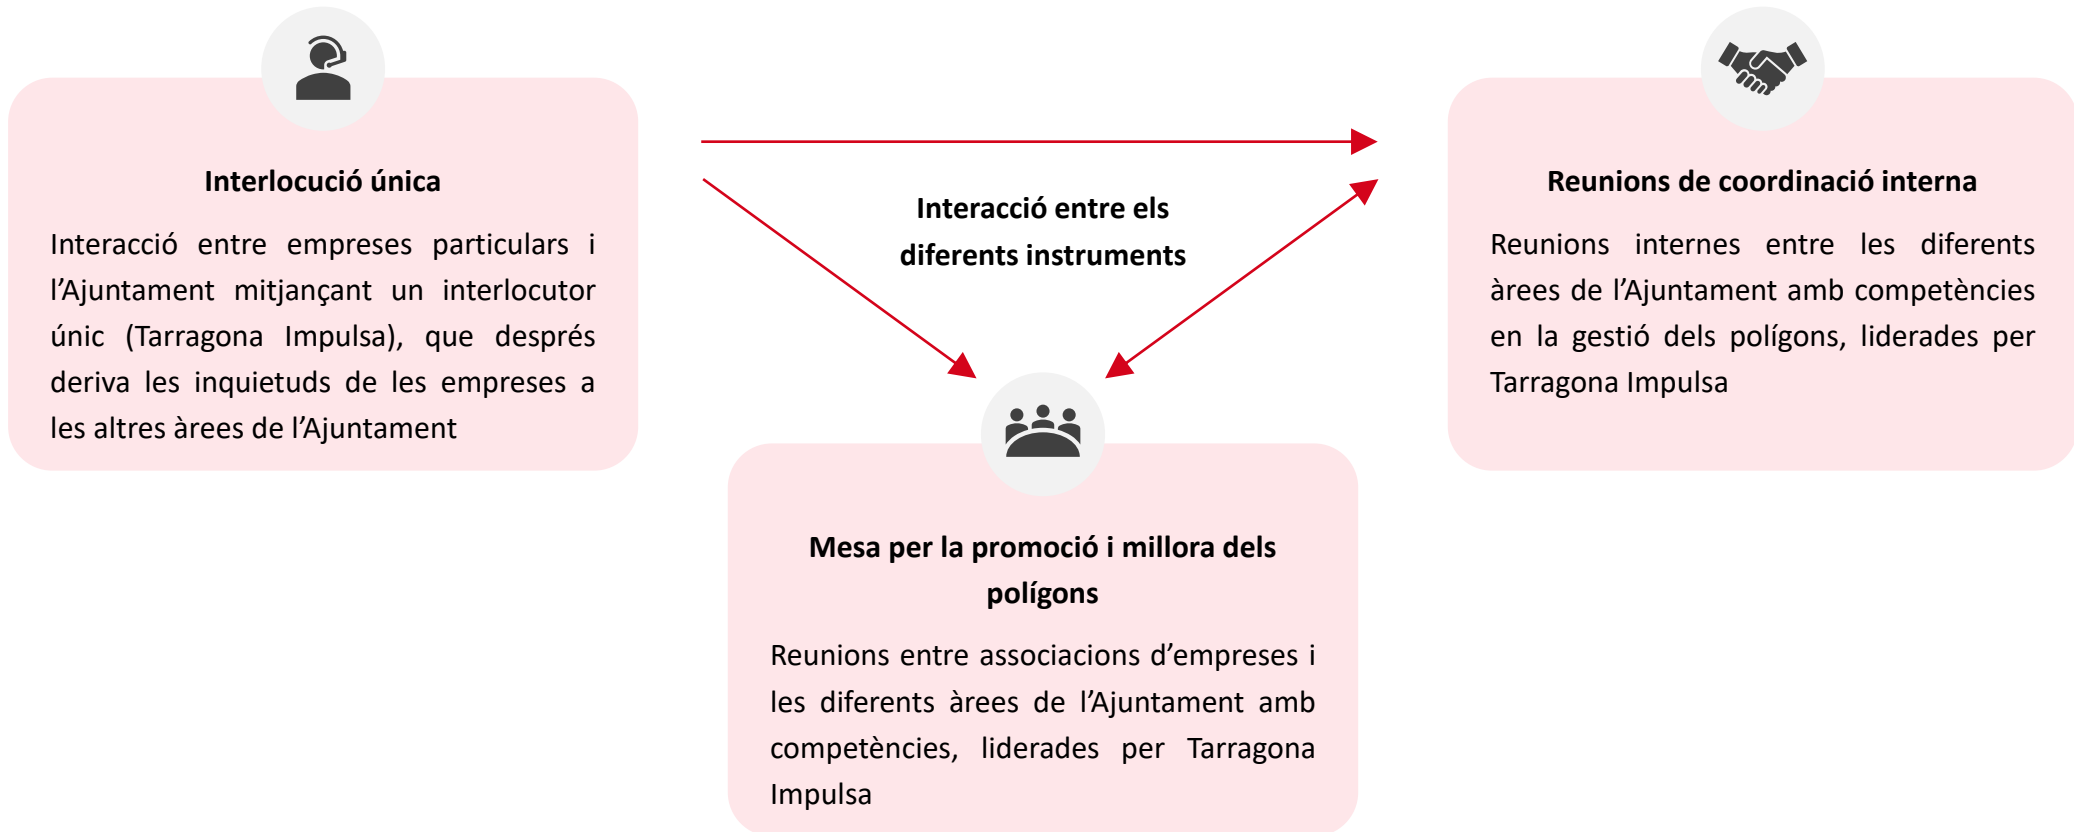 Interlocució única
Interacció entre empreses particulars i
l’Ajuntament mitjançant un interlocutor
únic (Tarragona Impulsa), que després
deriva les inquietuds de les empreses a
les altres àrees de l’Ajuntament
Interacció entre els
diferents instruments
Reunions de coordinació interna
Reunions internes entre les diferents
àrees de l’Ajuntament amb competències
en la gestió dels polígons, liderades per
Tarragona Impulsa
Mesa per la promoció i millora dels
polígons
Reunions entre associacions d’empreses i
les diferents àrees de l’Ajuntament amb
competències, liderades per Tarragona
Impulsa